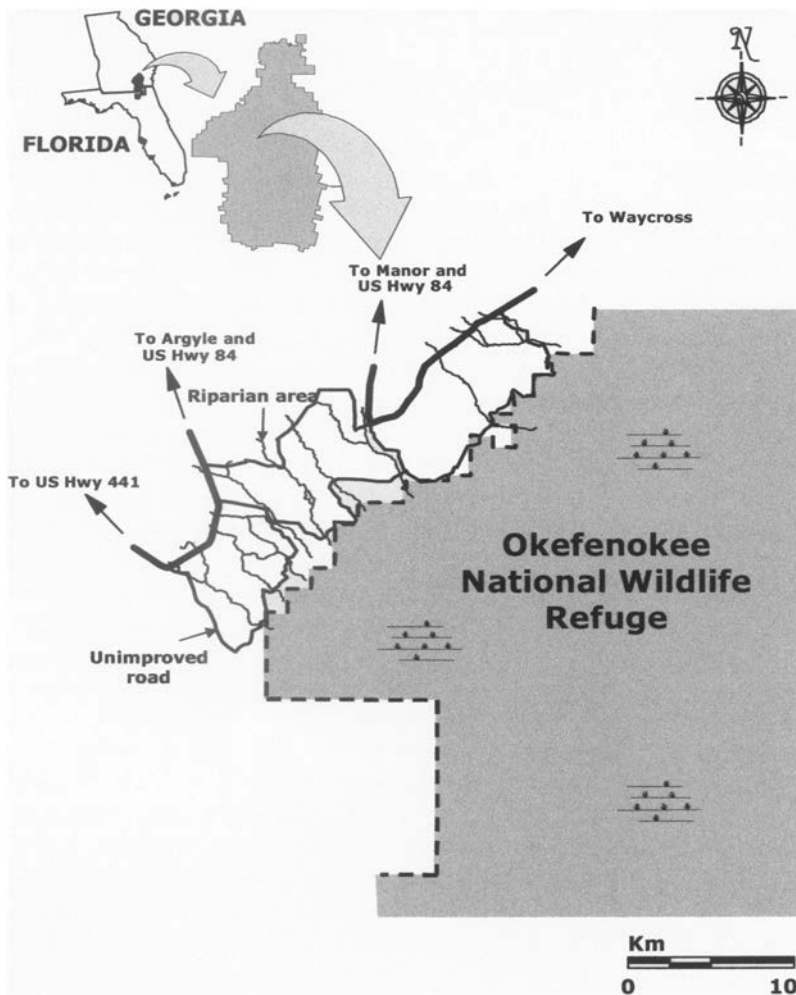 GEORGIA
N
FLORIDA
To Waycross
To Manor and
US Hwy 84
To Argyle and
US Hwy 84
Riparian area
To US Hwy 441
Okefenokee
National Wildlife
Refuge
Unimproved
road
Km
0 10